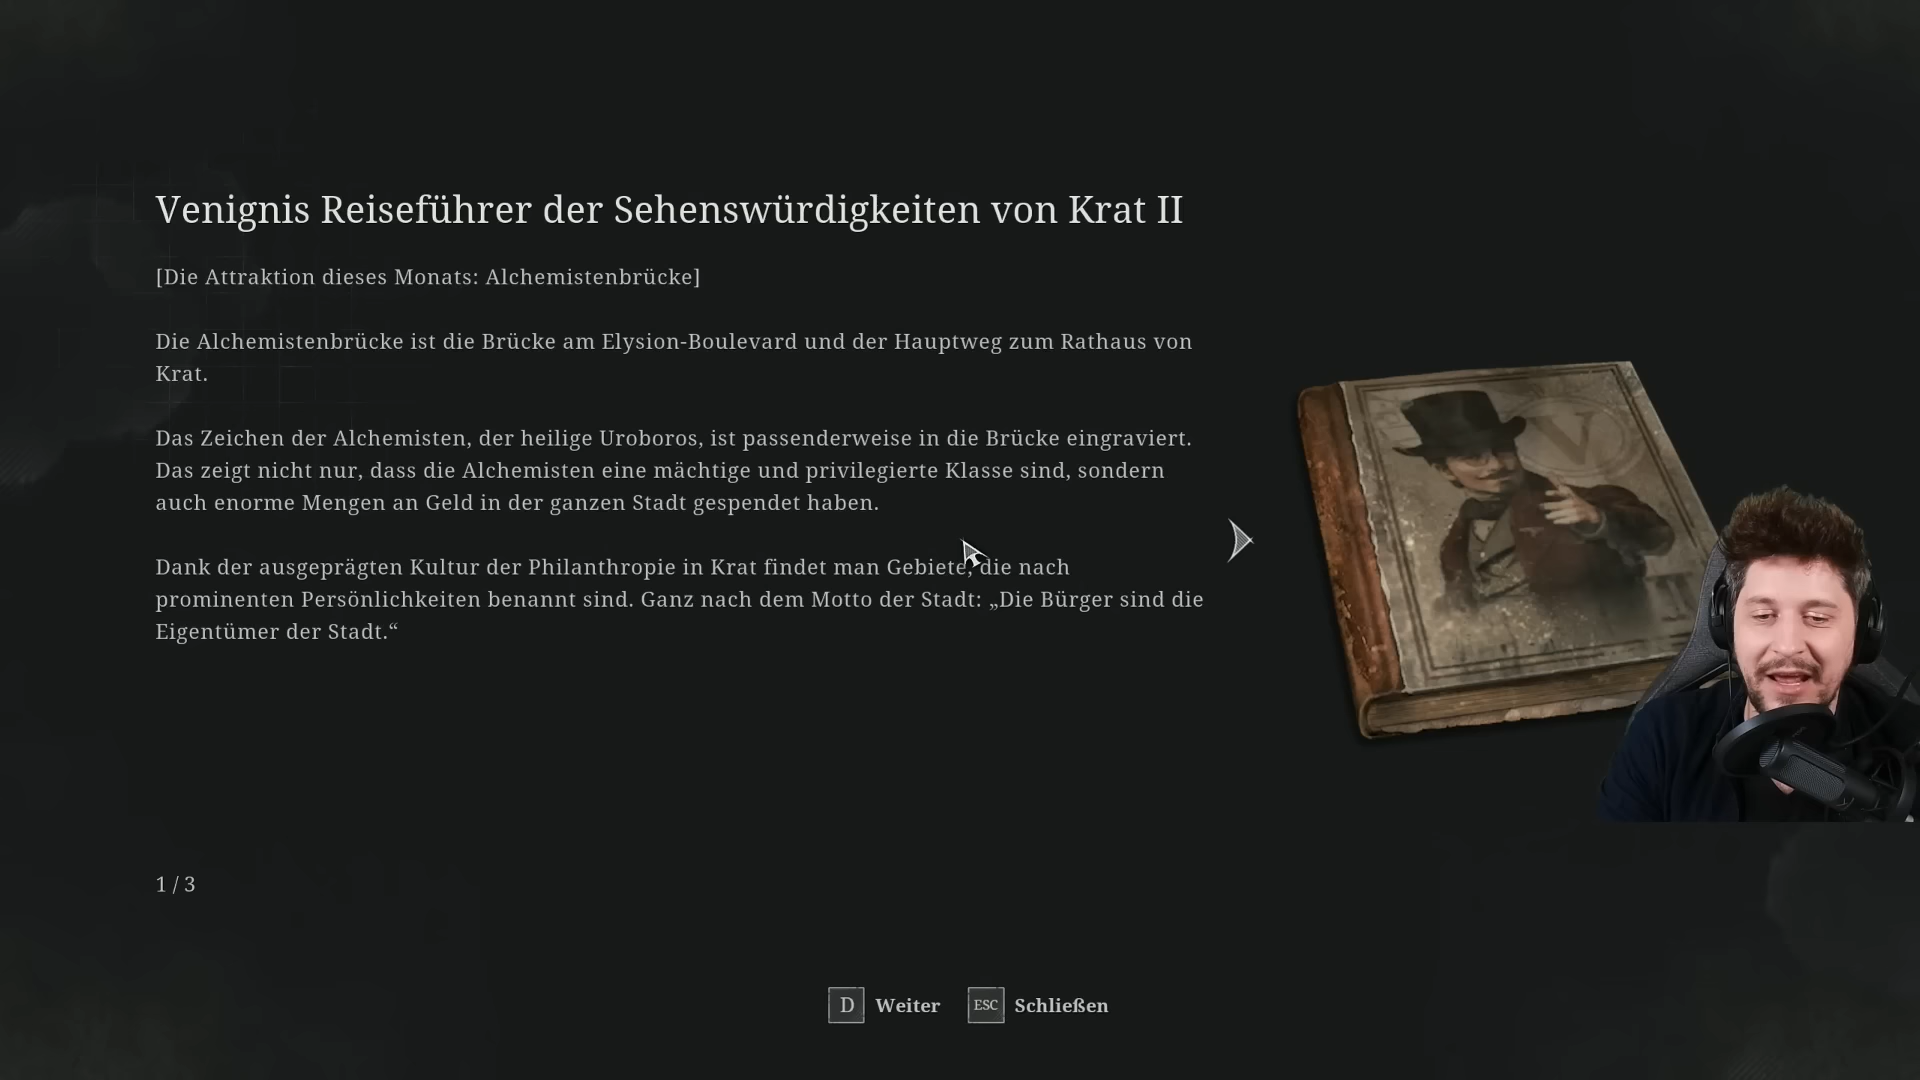 Venignis Reiseführer der Sehenswürdigkeiten von Krat II
[Die Attraktion dieses Monats: Alchemistenbrücke]
Die Alchemistenbrücke ist die Brücke am Elysion-Boulevard und der Hauptweg zum Rathaus von
Krat.
Das Zeichen der Alchemisten, der heilige Uroboros, ist passenderweise in die Brücke eingraviert.
Das zeigt nicht nur, dass die Alchemisten eine mächtige und privilegierte Klasse sind, sondern
auch enorme Mengen an Geld in der ganzen Stadt gespendet haben.
Dank der ausgeprägten Kultur der Philanthropie in Krat findet man Gebiete, die nach
prominenten Persönlichkeiten benannt sind. Ganz nach dem Motto der Stadt: „Die Bürger sind die
Eigentümer der Stadt.“
V
1 / 3
D Weiter ESC Schließen